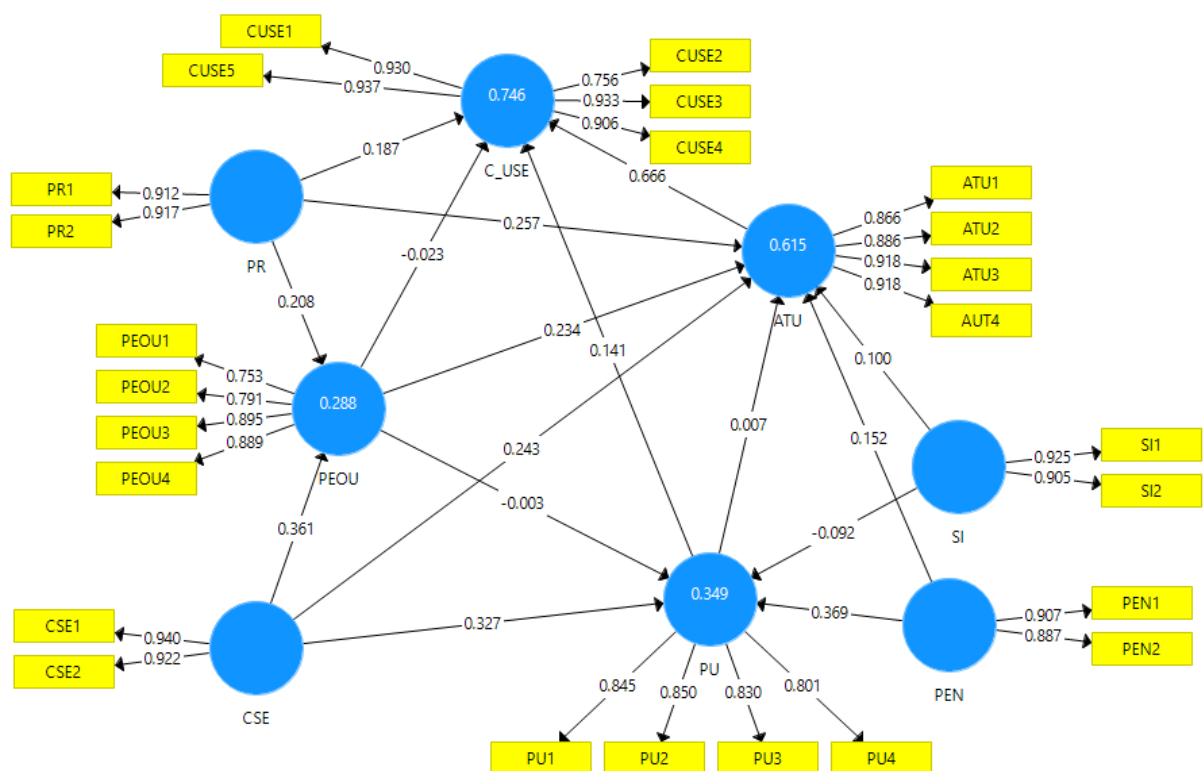 CUSE1
CUSE5
0.930
0.937
0.746
C_USE
0.756
0.933
0.906
CUSE2
CUSE3
CUSE4
PR1
PR2
0.912
0.917
PR
0.187
0.666
0.257
-0.023
0.208
0.615
ATU
0.866
0.886
0.918
0.918
ATU1
ATU2
ATU3
AUT4
PEOU1
PEOU2
PEOU3
PEOU4
0.753
0.791
0.895
0.889
0.288
PEOU
0.234
0.141
0.100
0.007
0.152
0.243
-0.003
0.361
-0.092
SI
0.925
0.905
SI1
SI2
CSE1
CSE2
0.940
0.922
CSE
0.327
0.349
PU
0.369
0.907
0.887
PEN1
PEN2
PEN
0.845
0.850
0.830
0.801
PU1
PU2
PU3
PU4